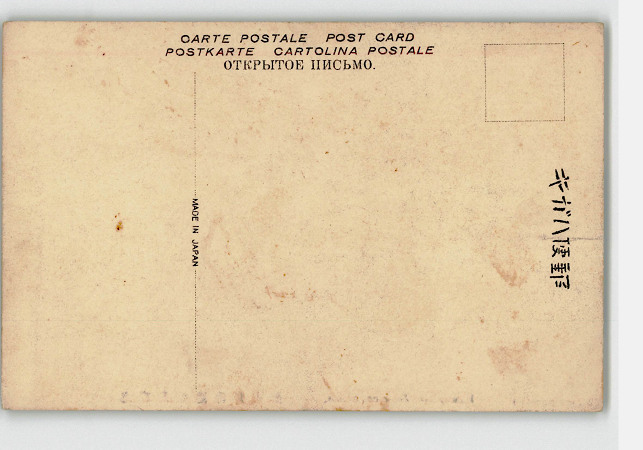 CARTE POSTALE POST CARD
POSTKARTE CARTOLINA POSTALE
ОТКРЫТОЕ ПИСЬМО.
MADE IN JAPAN
郵便ハガキ